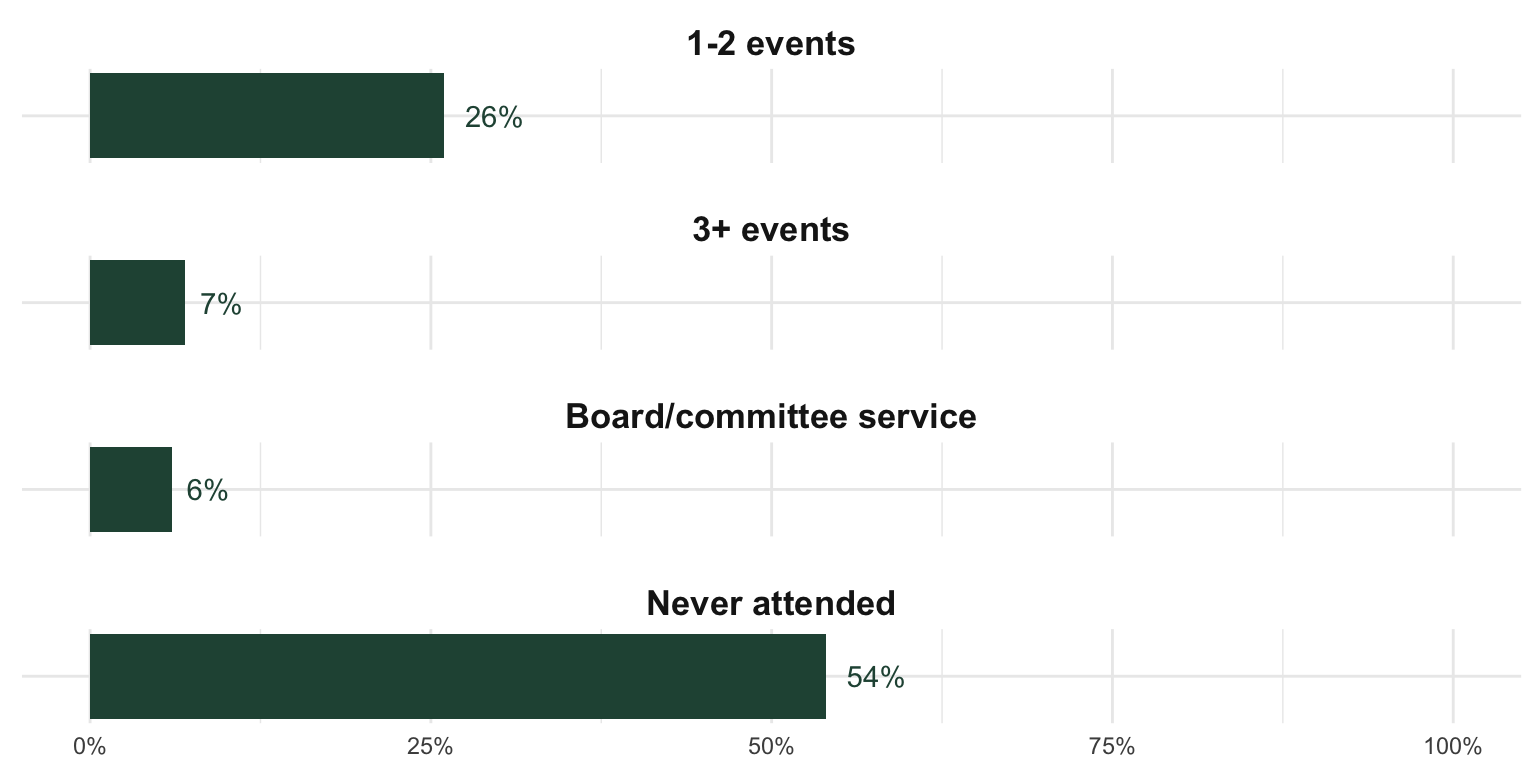 1-2 events
26%
3+ events
7%
Board/committee service
6%
Never attended
54%
0% 25% 50% 75% 100%